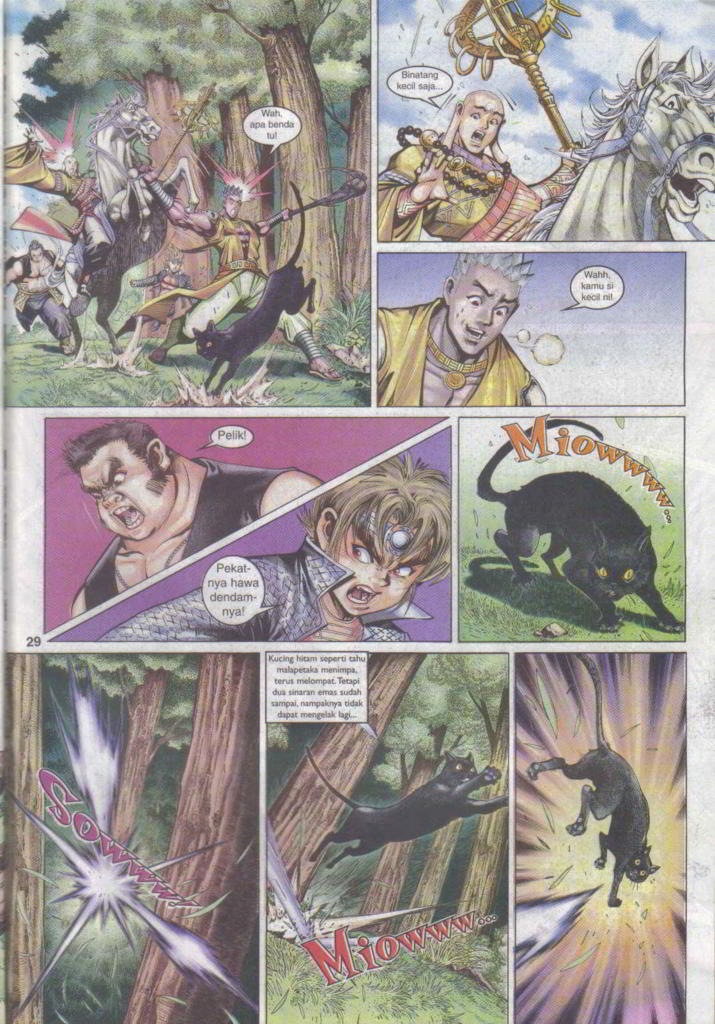 Wah,
apa benda
tu!
Binatang
kecil saja...
Wahh,
kamu si
kecil ni!
Pelik!
Pekat-
nya hawa
dendam-
nya!
Miowwww...
29
Sowwww!!
Kucing hitam seperti tahu
malapetaka menimpa,
terus melompat. Tetapi
dua sinaran emas sudah
sampai, nampaknya tidak
dapat mengelak lagi...
Miowww...